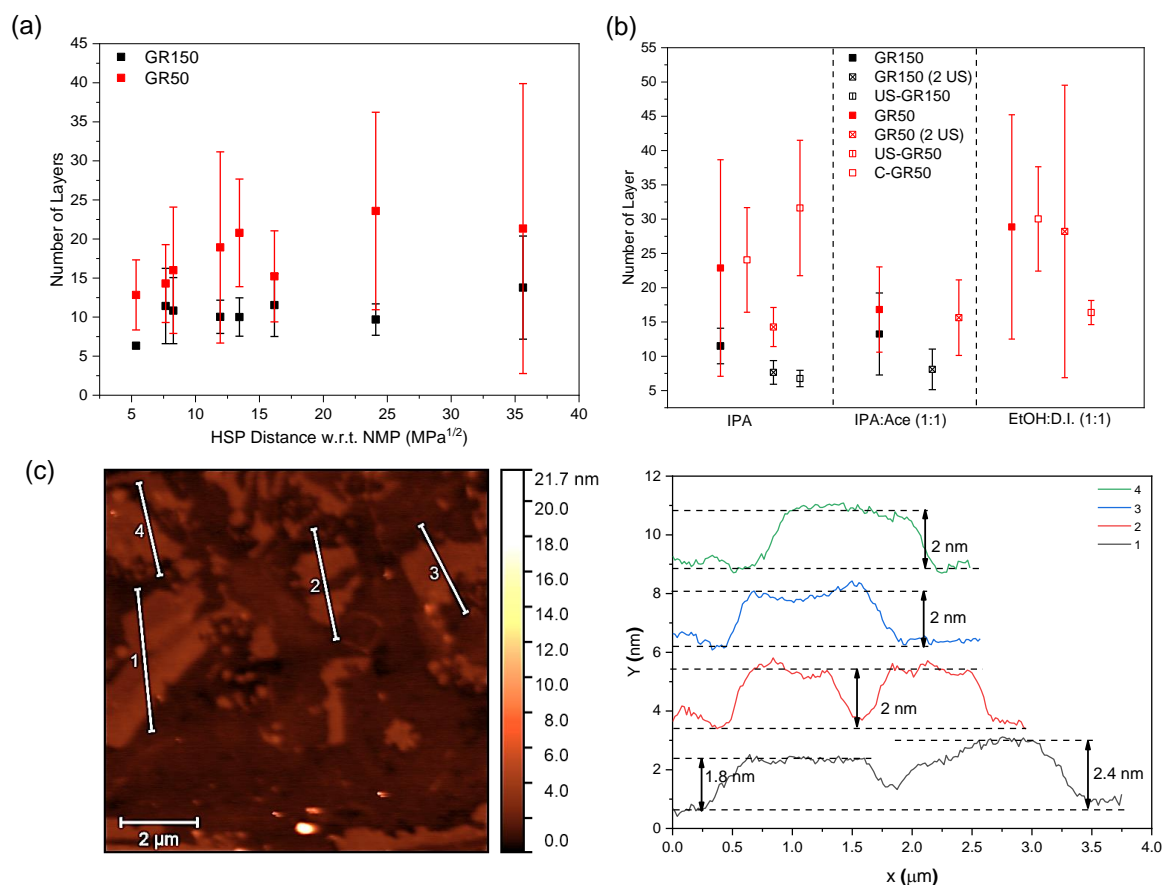 (a)
45
40
35
30
25
20
15
10
5
0
Number of Layers
GR150
GR50
5
10
15
20
25
30
35
40
HSP Distance w.r.t. NMP (MPa1/2)
(b)
55
50
45
40
35
30
25
20
15
10
5
Number of Layer
GR150
GR150 (2 US)
US-GR150
GR50
GR50 (2 US)
US-GR50
C-GR50
IPA
IPA:Ace (1:1)
EtOH:D.I. (1:1)
(c)
4
2
3
1
2 µm
21.7 nm
20.0
18.0
16.0
14.0
12.0
10.0
8.0
6.0
4.0
2.0
0.0
12
10
8
6
4
2
0
Y (nm)
4
3
2
1
2 nm
2 nm
2 nm
1.8 nm
2.4 nm
0.0
0.5
1.0
1.5
2.0
2.5
3.0
3.5
4.0
x (µm)